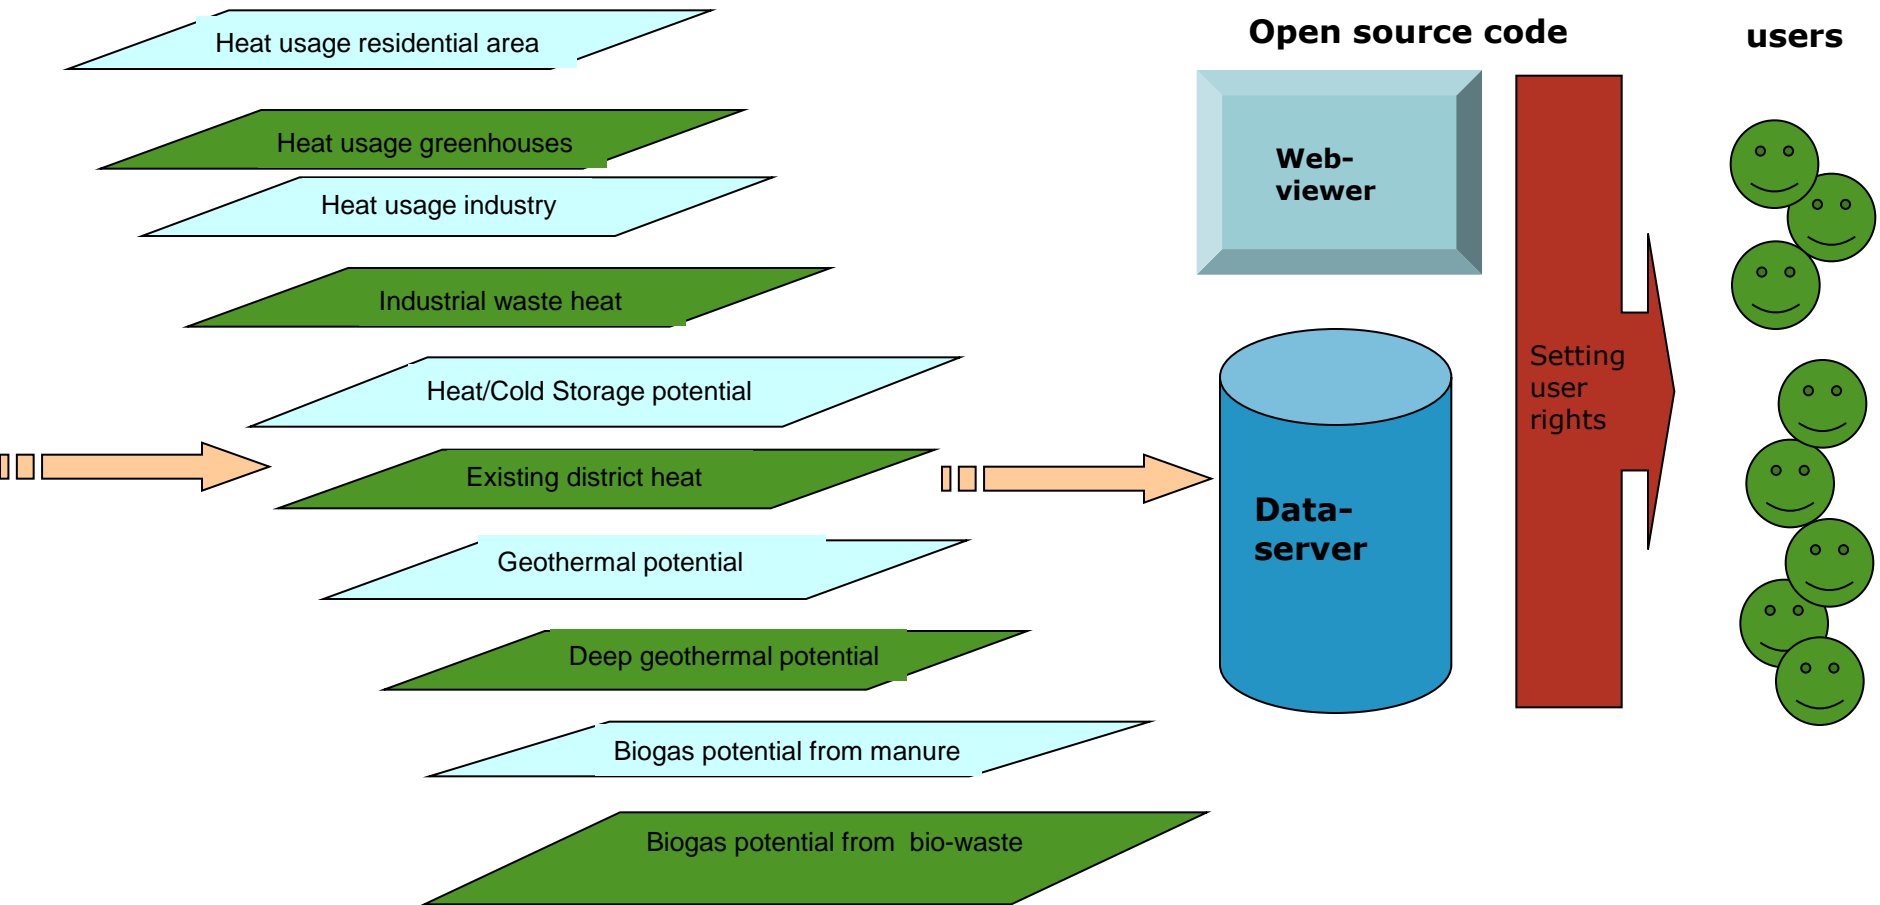 Heat usage residential area
Heat usage greenhouses
Heat usage industry
Industrial waste heat
Heat/Cold Storage potential
Existing district heat
Geothermal potential
Deep geothermal potential
Biogas potential from manure
Biogas potential from  bio-waste
Open source code
Web-
viewer
Data-
server
Setting
user
rights
users